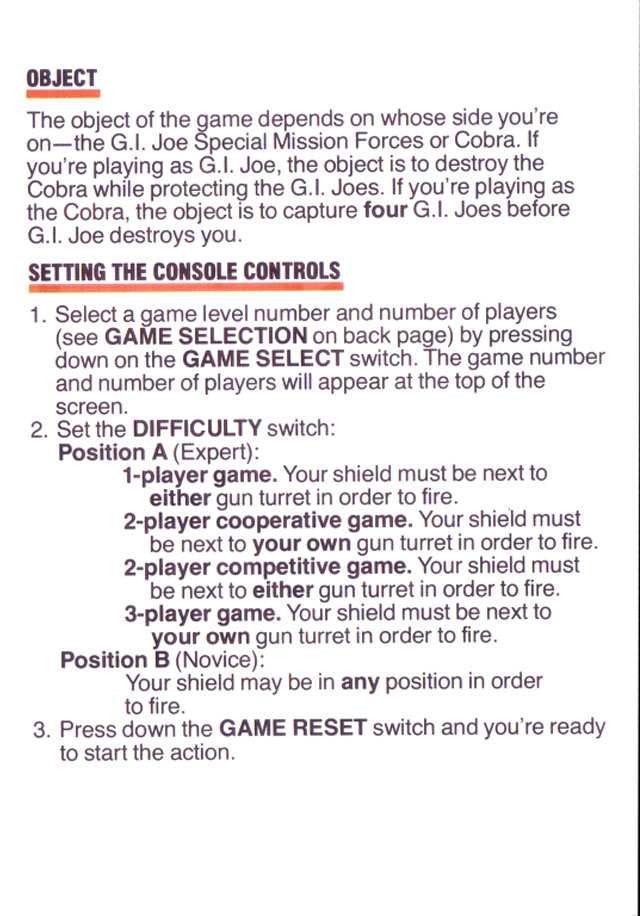 OBJECT
The object of the game depends on whose side you're
on—the G.I. Joe Special Mission Forces or Cobra. If
you're playing as G.I. Joe, the object is to destroy the
Cobra while protecting the G.I. Joes. If you're playing as
the Cobra, the object is to capture four G.I. Joes before
G.I. Joe destroys you.
SETTING THE CONSOLE CONTROLS
1. Select a game level number and number of players
(see GAME SELECTION on back page) by pressing
down on the GAME SELECT switch. The game number
and number of players will appear at the top of the
screen.
2. Set the DIFFICULTY switch:
Position A (Expert):
1-player game. Your shield must be next to
either gun turret in order to fire.
2-player cooperative game. Your shield must
be next to your own gun turret in order to fire.
2-player competitive game. Your shield must
be next to either gun turret in order to fire.
3-player game. Your shield must be next to
your own gun turret in order to fire.
Position B (Novice):
Your shield may be in any position in order
to fire.
3. Press down the GAME RESET switch and you're ready
to start the action.